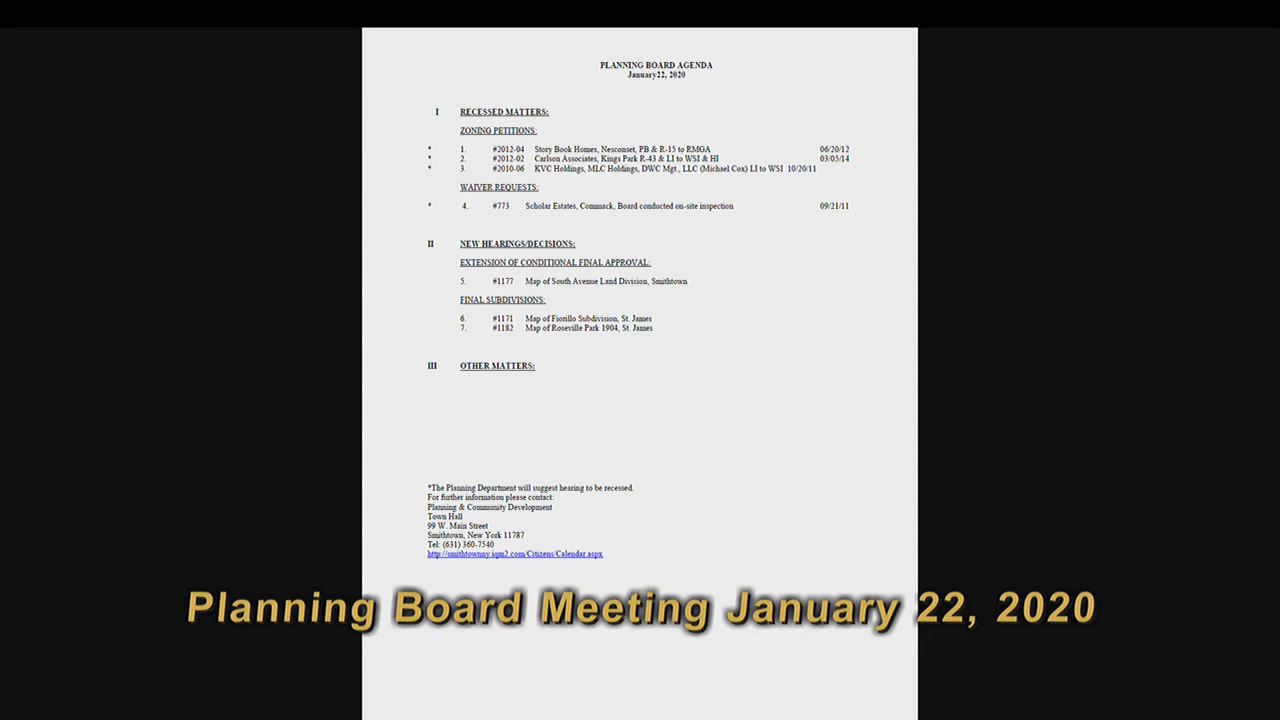 PLANNING BOARD AGENDA
January22, 2020
I RECESSED MATTERS:
ZONING PETITIONS:
* 1. #2012-04 Story Book Homes, Nesconset, PB & R-15 to RMGA 06/20/12
* 2. #2012-02 Carlson Associates, Kings Park R-43 & LI to WSI & HI 03/05/14
* 3. #2010-06 KVC Holdings, MLC Holdings, DWC Mgt., LLC (Michael Cox) LI to WSI 10/20/11
WAIVER REQUESTS:
* 4. #773 Scholar Estates, Commack, Board conducted on-site inspection 09/21/11
II NEW HEARINGS/DECISIONS:
EXTENSION OF CONDITIONAL FINAL APPROVAL:
5. #1177 Map of South Avenue Land Division, Smithtown
FINAL SUBDIVISIONS:
6. #1171 Map of Fiorillo Subdivision, St. James
7. #1182 Map of Roseville Park 1904, St. James
III OTHER MATTERS:
*The Planning Department will suggest hearing to be recessed.
For further information please contact:
Planning & Community Development
Town Hall
99 W. Main Street
Smithtown, New York 11787
Tel: (631) 360-7540
http://smithtownny.iqm2.com/Citizens/Calendar.aspx
Planning Board Meeting January 22, 2020